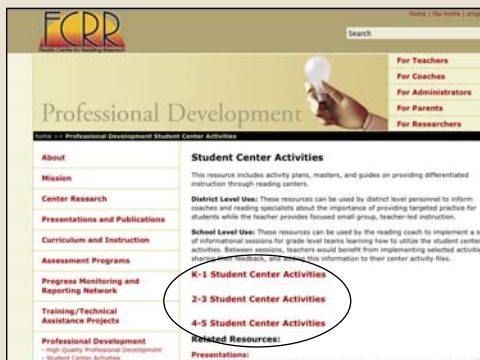 FCRR
Florida Center for Reading Research
Search
For Teachers
For Coaches
For Administrators
For Parents
For Researchers
Professional Development
home >> Professional Development Student Center Activities
About
Mission
Center Research
Presentations and Publications
Curriculum and Instruction
Assessment Programs
Progress Monitoring and
Reporting Network
Training/Technical
Assistance Projects
Professional Development
- High Quality Professional Development
- Student Center Activities
Student Center Activities
This resource includes activity plans, masters, and guides on providing differentiated
instruction through reading centers.
District Level Use: These resources can be used by district level personnel to inform
coaches and reading specialists about the importance of providing targeted practice for
students while the teacher provides focused small group, teacher-led instruction.
School Level Use: These resources can be used by the reading coach to implement a s
of informational sessions for grade level teams learning how to utilize the student center
activities. Between sessions, teachers would benefit from implementing selected activitie
sharing their feedback, and adding this information to their center activity files.
K-1 Student Center Activities
2-3 Student Center Activities
4-5 Student Center Activities
Related Resources:
Presentations: